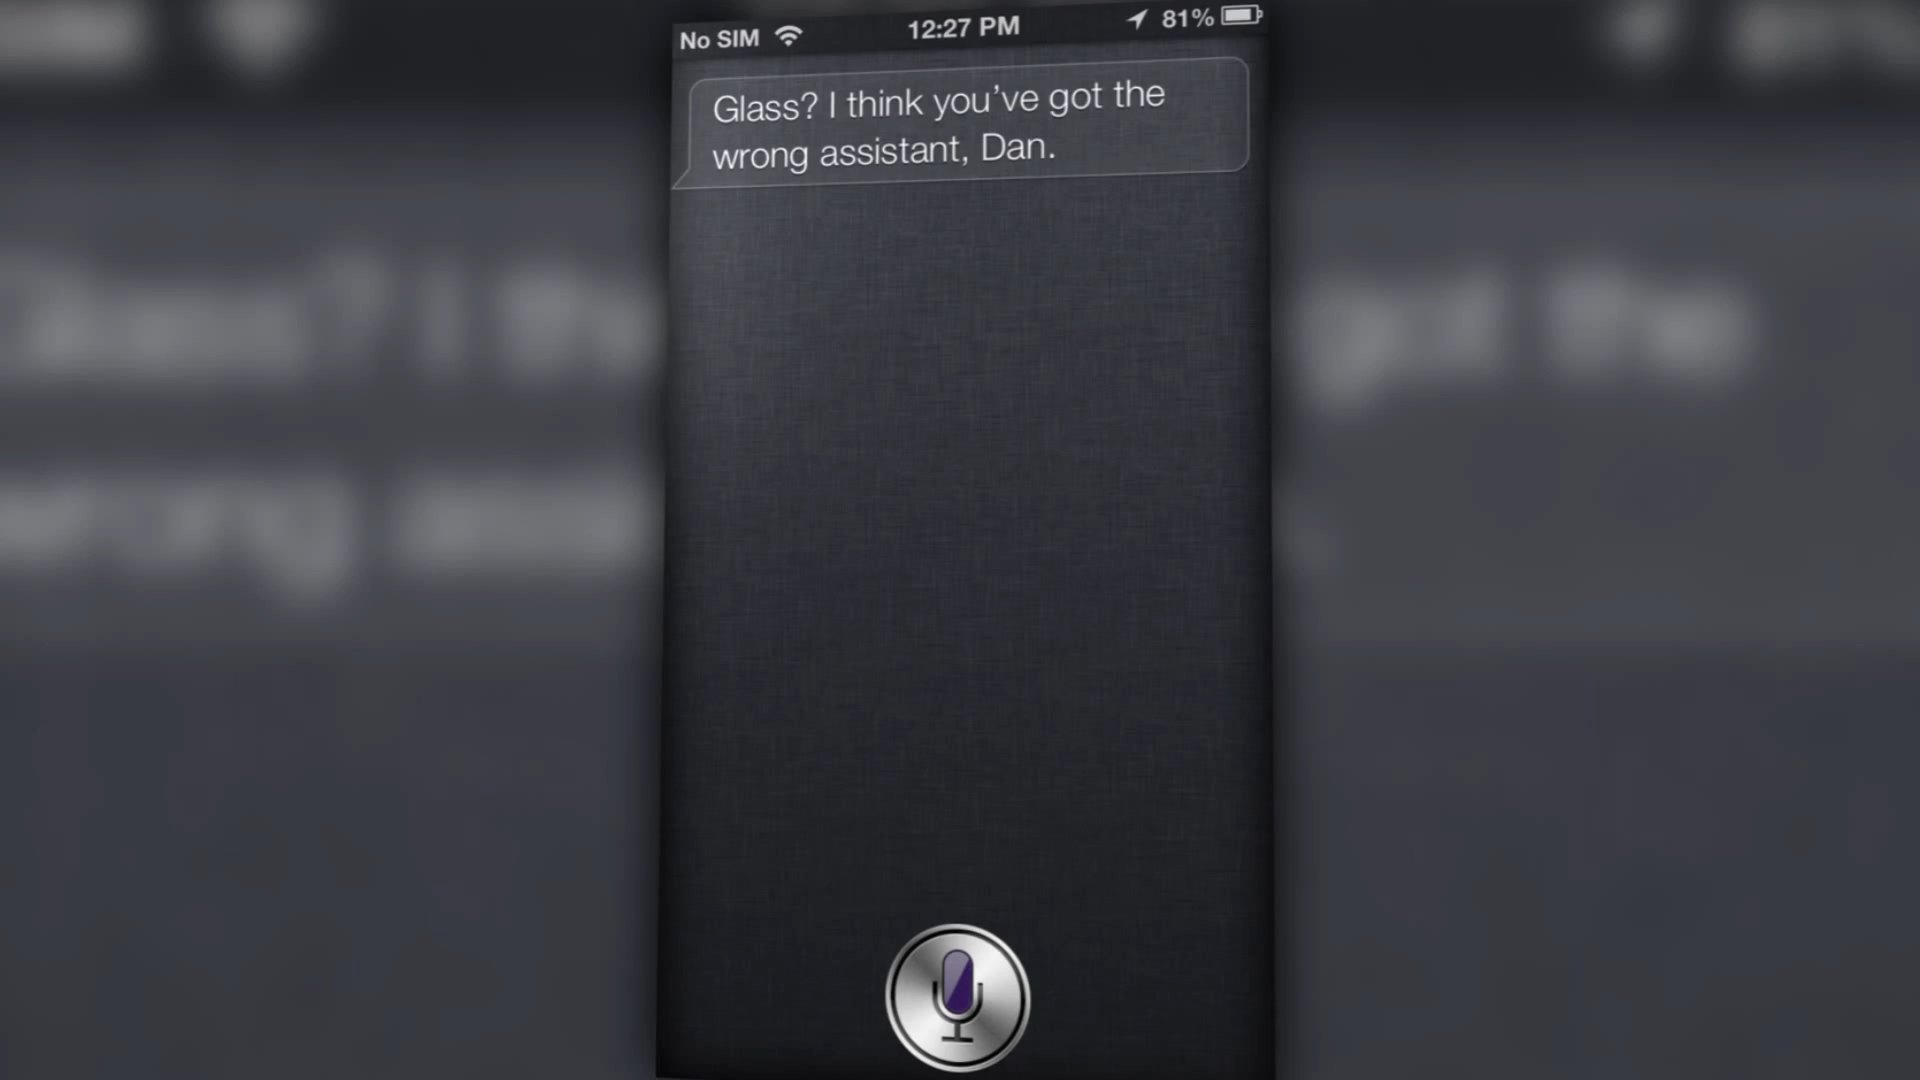 No SIM 12:27 PM 81%
Glass? I think you've got the
wrong assistant, Dan.